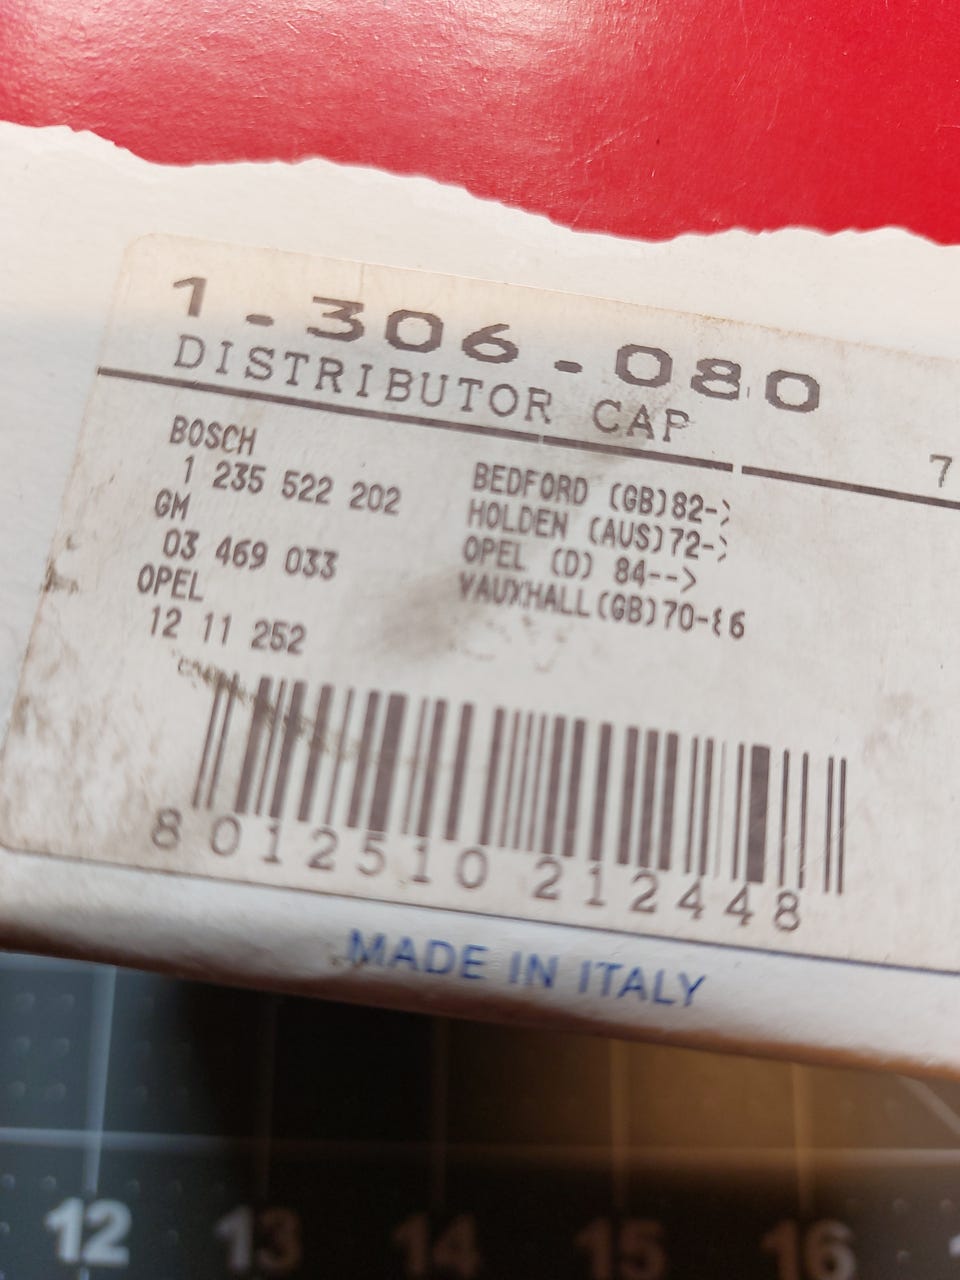 1-306-080
DISTRIBUTOR CAP
7
BOSCH
1 235 522 202
GM
03 469 033
OPEL
12 11 252
BEDFORD (GB)82->
HOLDEN (AUS)72->
OPEL (D) 84-->
VAUXHALL(GB)70-86
8012510 212448
MADE IN ITALY
12 13 14 15 16